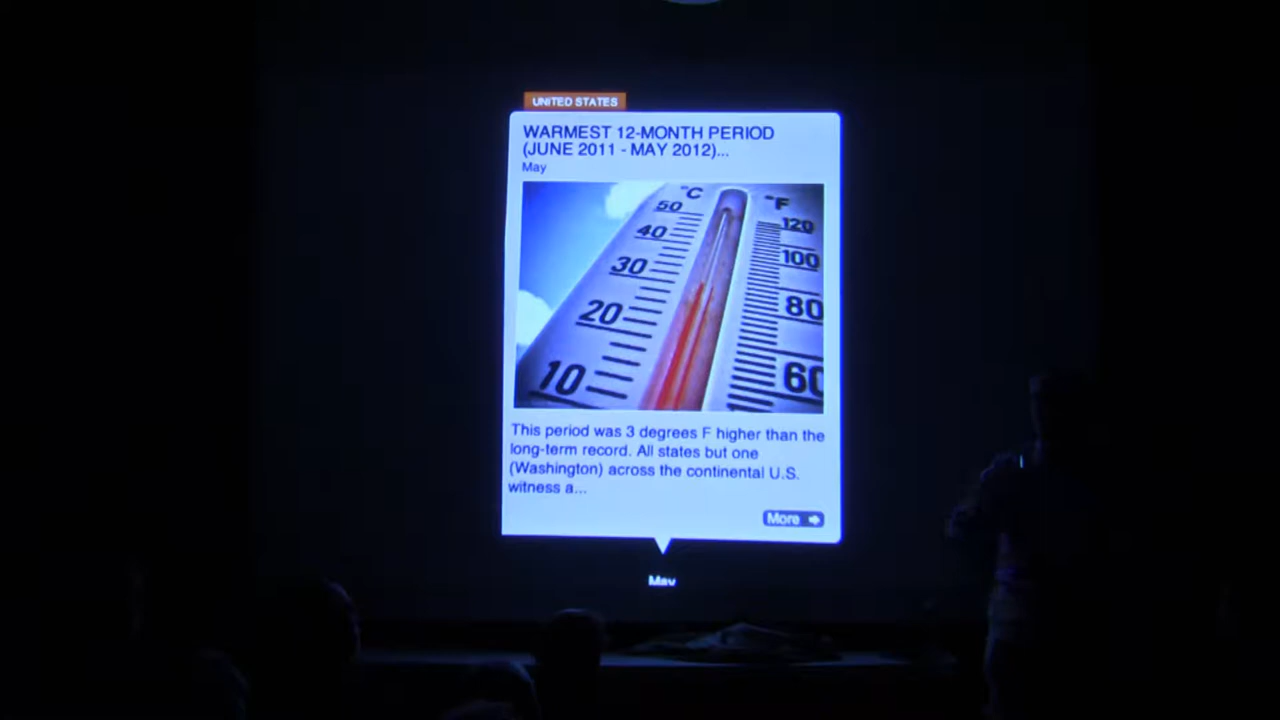 UNITED STATES
WARMEST 12-MONTH PERIOD
(JUNE 2011 - MAY 2012)...
May
°C
°F
50
120
40
100
30
80
20
60
10
This period was 3 degrees F higher than the
long-term record. All states but one
(Washington) across the continental U.S.
witness a...
More
May